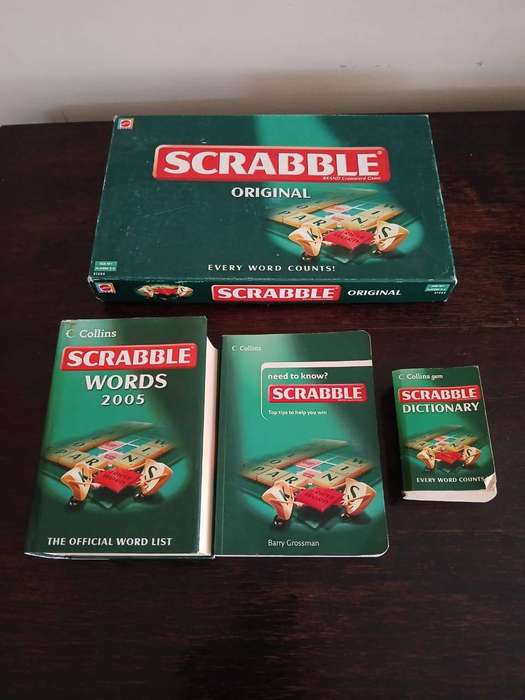 SCRABBLE
BRAND Crossword Game
ORIGINAL
EVERY WORD COUNTS!
SCRABBLE ORIGINAL
Collins
SCRABBLE
WORDS
2005
THE OFFICIAL WORD LIST
Collins
need to know?
SCRABBLE
Top tips to help you win
Barry Grossman
Collins gem
SCRABBLE
DICTIONARY
EVERY WORD COUNTS